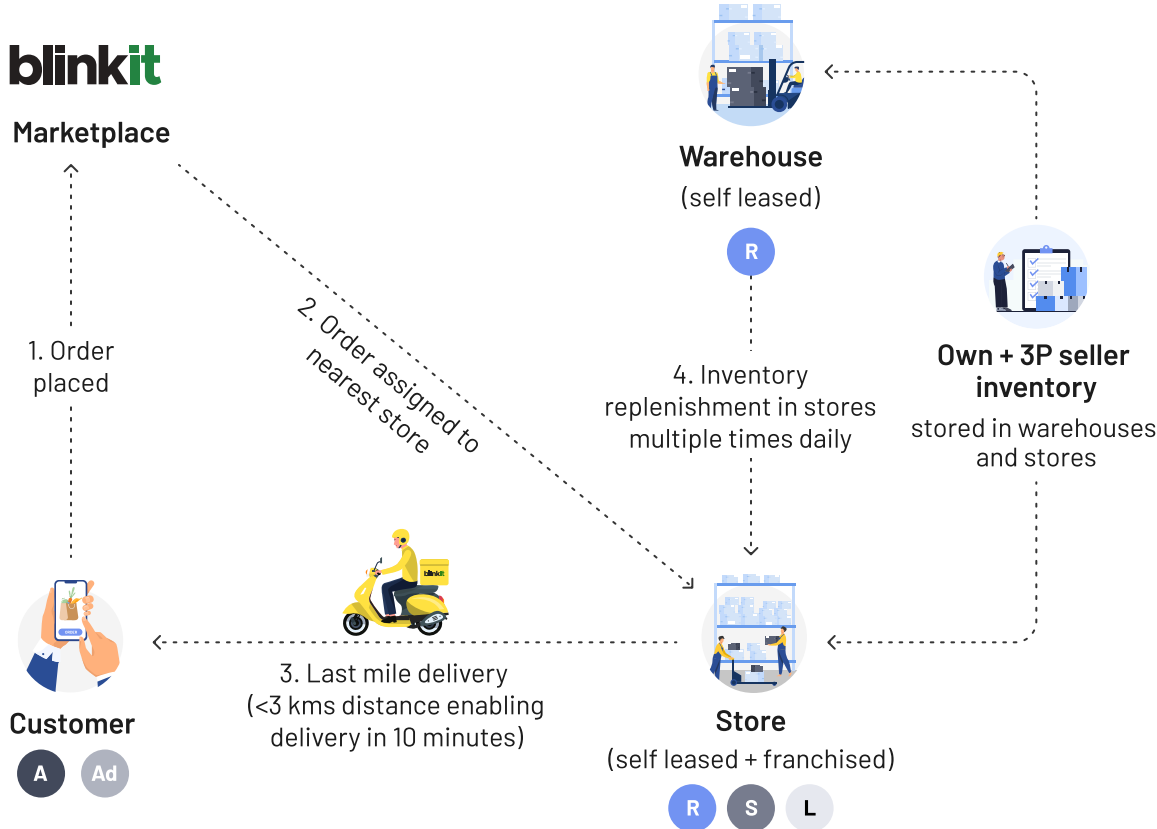 blinkit
Marketplace
1. Order
placed
2. Order assigned to
nearest store
Warehouse
(self leased)
R
4. Inventory
replenishment in stores
multiple times daily
Own + 3P seller
inventory
stored in warehouses
and stores
blinkit
3. Last mile delivery
(<3 kms distance enabling
delivery in 10 minutes)
Customer
A
Ad
Store
(self leased + franchised)
R
S
L